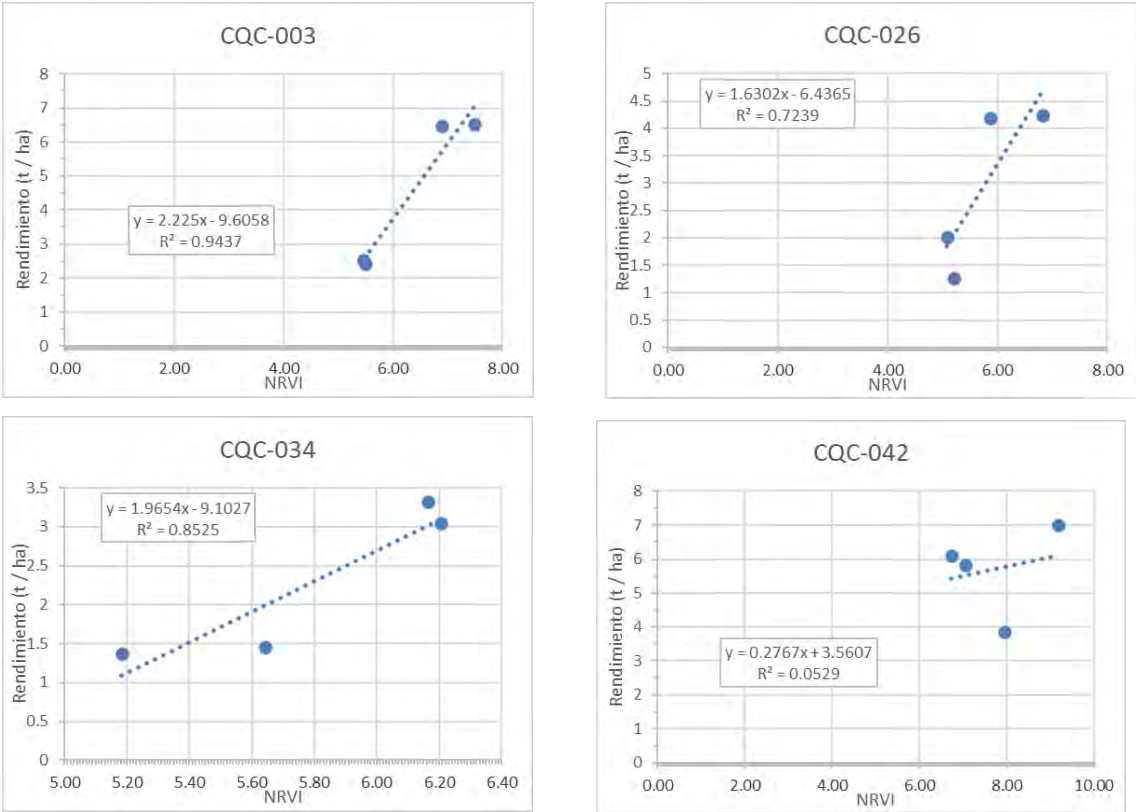 CQC-003
8
7
6
5
4
3
2
1
0
Rendimiento (t / ha)
y = 2.225x - 9.6058
R² = 0.9437
0.00 2.00 4.00 6.00 8.00
NRVI
CQC-026
5
4.5
4
3.5
3
2.5
2
1.5
1
0.5
0
Rendimiento (t / ha)
y = 1.6302x - 6.4365
R² = 0.7239
0.00 2.00 4.00 6.00 8.00
NRVI
CQC-034
3.5
3
2.5
2
1.5
1
0.5
0
Rendimiento (t / ha)
y = 1.9654x - 9.1027
R² = 0.8525
5.00 5.20 5.40 5.60 5.80 6.00 6.20 6.40
NRVI
CQC-042
8
7
6
5
4
3
2
1
0
Rendimiento (t / ha)
y = 0.2767x + 3.5607
R² = 0.0529
0.00 2.00 4.00 6.00 8.00 10.00
NRVI